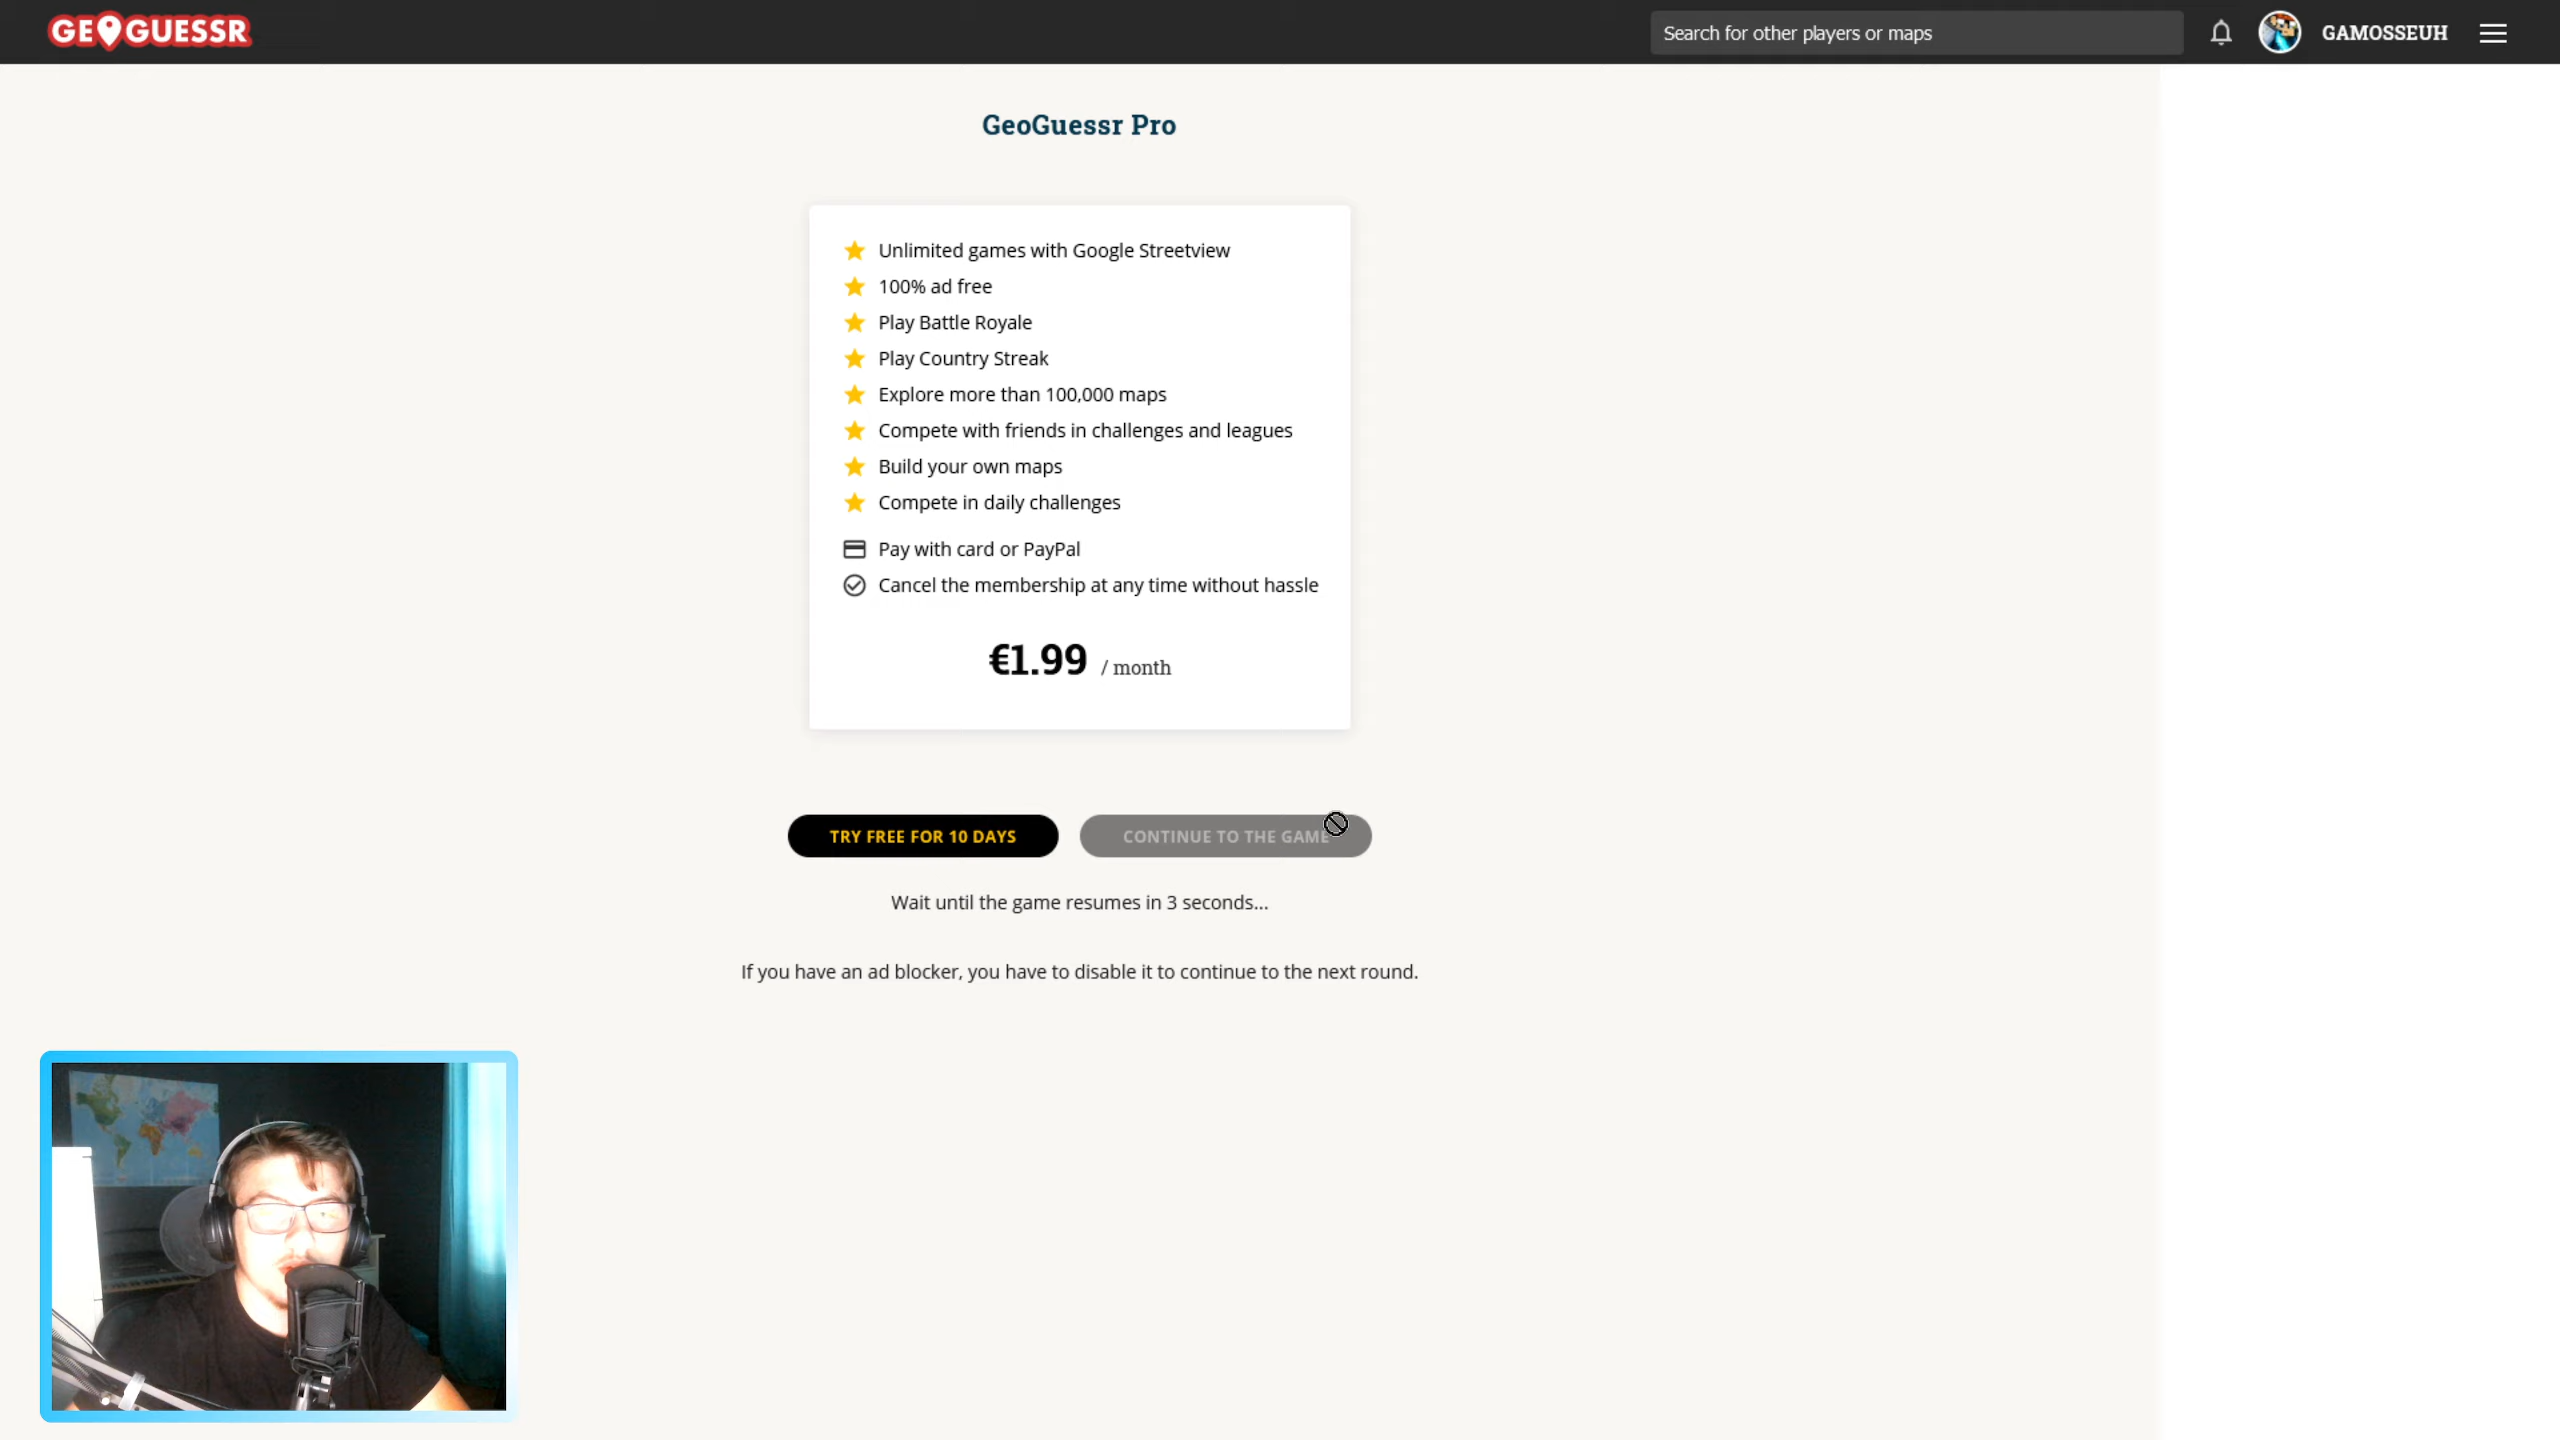 GEOGUESSR
Search for other players or maps
GAMOSSEUH
GeoGuessr Pro
Unlimited games with Google Streetview
100% ad free
Play Battle Royale
Play Country Streak
Explore more than 100,000 maps
Compete with friends in challenges and leagues
Build your own maps
Compete in daily challenges
Pay with card or PayPal
Cancel the membership at any time without hassle
€1.99 / month
TRY FREE FOR 10 DAYS
CONTINUE TO THE GAME
Wait until the game resumes in 3 seconds...
If you have an ad blocker, you have to disable it to continue to the next round.